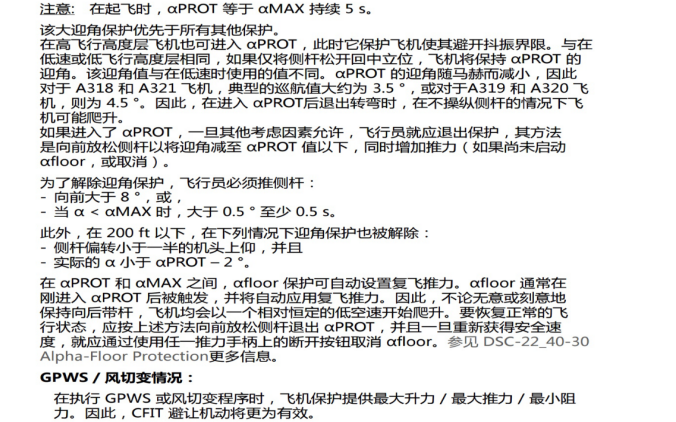 注意: 在起飞时，αPROT 等于 αMAX 持续 5 s。
该大迎角保护优先于所有其他保护。
在高飞行高度层飞机也可进入 αPROT，此时它保护飞机使其避开抖振界限。与在
低速或低飞行高度层相同，如果仅将侧杆松开回中立位，飞机将保持 αPROT 的
迎角。该迎角值与在低速时使用的值不同。αPROT 的迎角随马赫而减小，因此
对于 A318 和 A321 飞机，典型的巡航值大约为 3.5 °，或对于A319 和 A320 飞
机，则为 4.5 °。因此，在进入 αPROT后退出转弯时，在不操纵侧杆的情况下飞
机可能爬升。
如果进入了 αPROT，一旦其他考虑因素允许，飞行员就应退出保护，其方法
是向前放松侧杆以将迎角减至 αPROT 值以下，同时增加推力（如果尚未启动
αfloor，或取消）。
为了解除迎角保护，飞行员必须推侧杆：
- 向前大于 8 °，或，
- 当 α < αMAX 时，大于 0.5 ° 至少 0.5 s。
此外，在 200 ft 以下，在下列情况下迎角保护也被解除：
- 侧杆偏转小于一半的机头上仰，并且
- 实际的 α 小于 αPROT – 2 °。
在 αPROT 和 αMAX 之间，αfloor 保护可自动设置复飞推力。αfloor 通常在
刚进入 αPROT 后被触发，并将自动应用复飞推力。因此，不论无意或刻意地
保持向后带杆，飞机均会以一个相对恒定的低空速开始爬升。要恢复正常的飞
行状态，应按上述方法向前放松侧杆退出 αPROT，并且一旦重新获得安全速
度，就应通过使用任一推力手柄上的断开按钮取消 αfloor。参见 DSC-22_40-30
Alpha-Floor Protection更多信息。
GPWS / 风切变情况：
在执行 GPWS 或风切变程序时，飞机保护提供最大升力 / 最大推力 / 最小阻
力。因此，CFIT 避让机动将更为有效。